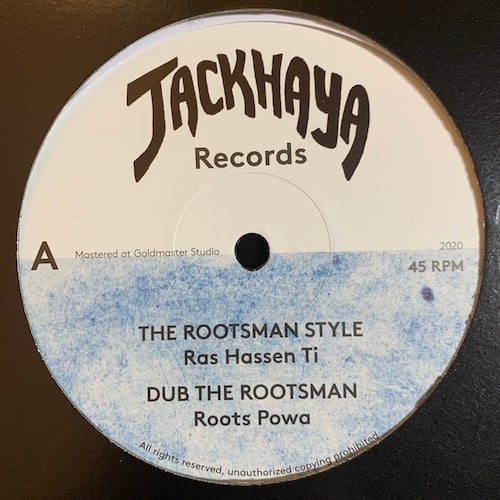 JACKHAYA
Records
A
Mastered at Goldmaster Studio
2020
45 RPM
THE ROOTSMAN STYLE
Ras Hassen Ti
DUB THE ROOTSMAN
Roots Powa
All rights reserved, unauthorized copying prohibited